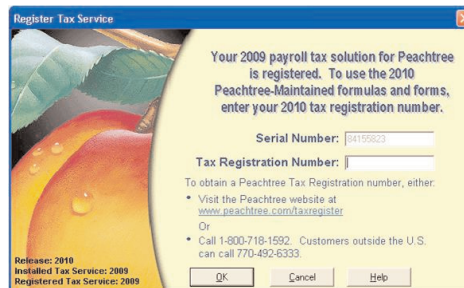 Register Tax Service
Your 2009 payroll tax solution for Peachtree
is registered. To use the 2010
Peachtree-Maintained formulas and forms,
enter your 2010 tax registration number.
Serial Number: 84155823
Tax Registration Number:
To obtain a Peachtree Tax Registration number, either:
• Visit the Peachtree website at
www.peachtree.com/taxregister
Or
• Call 1-800-718-1592. Customers outside the U.S.
can call 770-492-6333.
Release: 2010
Installed Tax Service: 2009
Registered Tax Service: 2009
OK Cancel Help